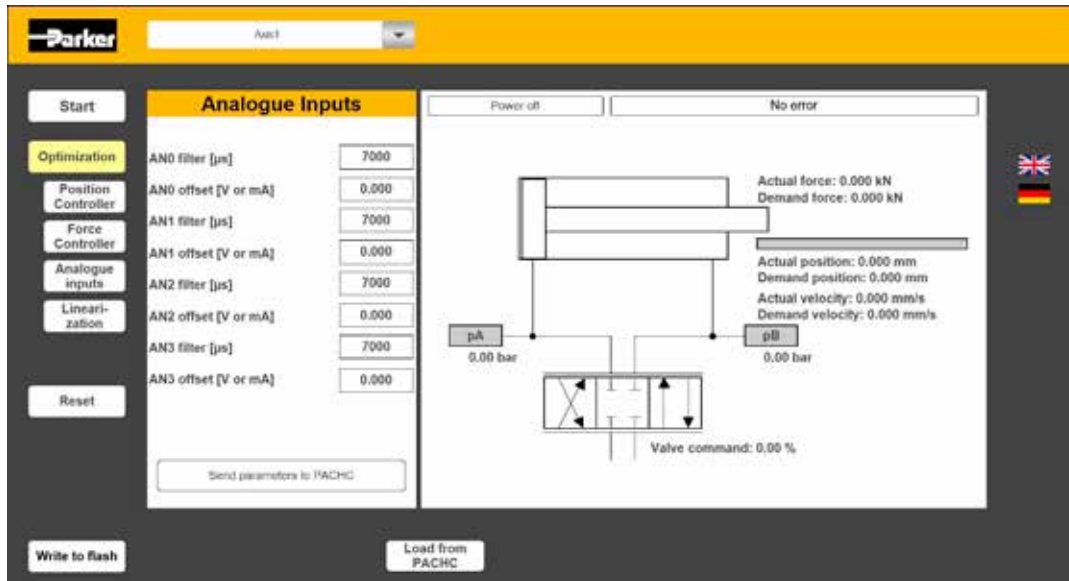 Parker
Axis1
Start
Optimization
Position
Controller
Force
Controller
Analogue
inputs
Lineari-
zation
Reset
Write to flash
Analogue Inputs
AN0 filter [µs] 7000
AN0 offset [V or mA] 0.000
AN1 filter [µs] 7000
AN1 offset [V or mA] 0.000
AN2 filter [µs] 7000
AN2 offset [V or mA] 0.000
AN3 filter [µs] 7000
AN3 offset [V or mA] 0.000
Send parameters to PACHC
Load from
PACHC
Power off
No error
Actual force: 0.000 kN
Demand force: 0.000 kN
Actual position: 0.000 mm
Demand position: 0.000 mm
Actual velocity: 0.000 mm/s
Demand velocity: 0.000 mm/s
pA
0.00 bar
pB
0.00 bar
Valve command: 0.00 %